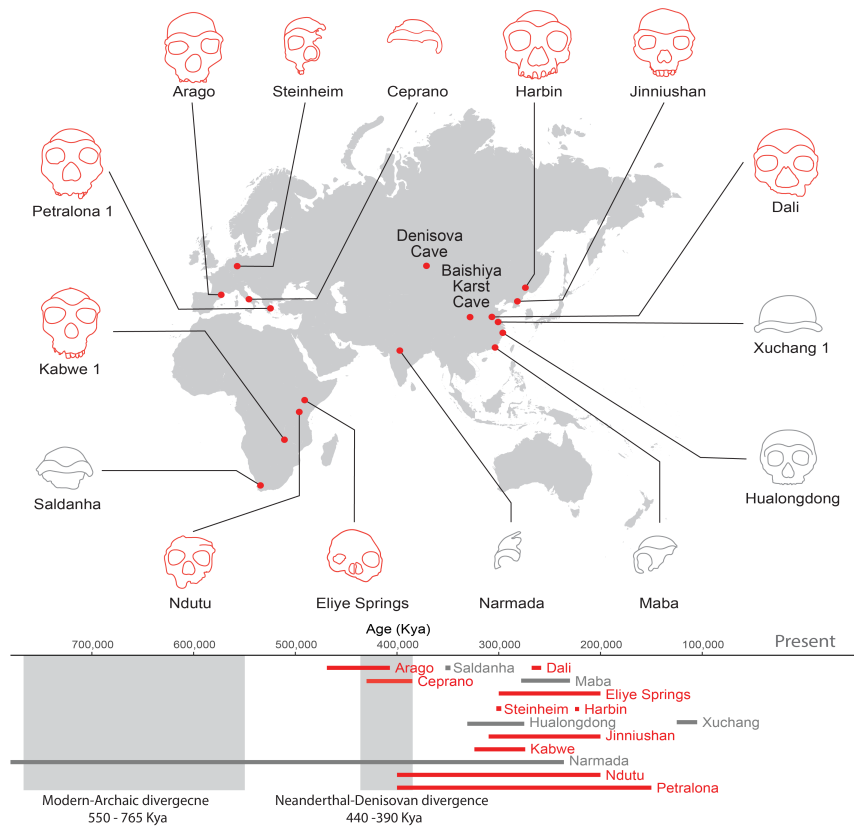 Arago
Steinheim
Ceprano
Harbin
Jinniushan
Petralona 1
Dali
Denisova
Cave
Baishiya
Karst
Cave
Kabwe 1
Xuchang 1
Saldanha
Hualongdong
Ndutu
Eliye Springs
Narmada
Maba
Age (Kya)
700,000 600,000 500,000 400,000 300,000 200,000 100,000 Present
Arago Saldanha Dali
Ceprano Maba
Eliye Springs
Steinheim Harbin
Hualongdong Xuchang
Jinniushan
Kabwe
Narmada
Ndutu
Petralona
Modern-Archaic divergecne
550 - 765 Kya
Neanderthal-Denisovan divergence
440 -390 Kya